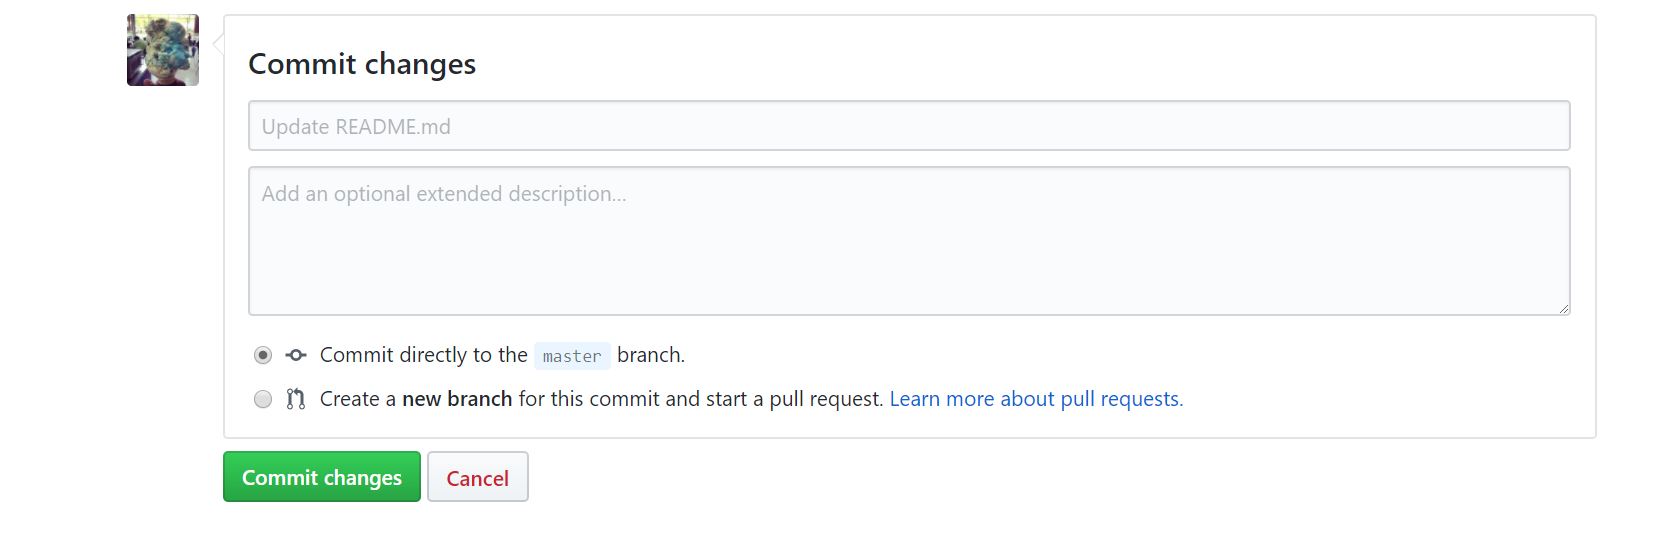 Commit changes
Update README.md
Add an optional extended description...
Commit directly to the master branch.
Create a new branch for this commit and start a pull request. Learn more about pull requests.
Commit changes
Cancel